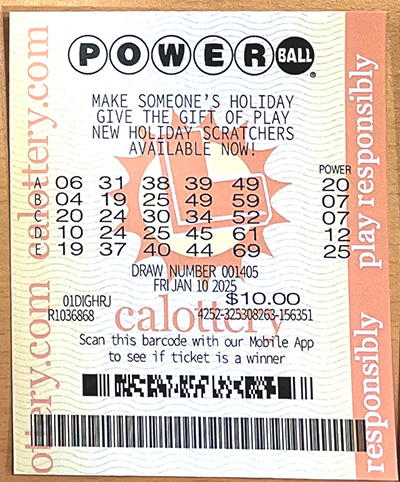 POWERBALL
MAKE SOMEONE'S HOLIDAY
GIVE THE GIFT OF PLAY
NEW HOLIDAY SCRATCHERS
AVAILABLE NOW!
POWER
A 06 31 38 39 49 20
B 04 19 25 49 59 07
C 20 24 30 34 52 07
D 10 24 25 45 61 12
E 19 37 40 44 69 25
DRAW NUMBER 001405
FRI JAN 10 2025
01DIGHRJ $10.00
R1036868 4252-325308263-156351
calottery
Scan this barcode with our Mobile App
to see if ticket is a winner
calottery.com
ottery.com
play responsibly
responsibly